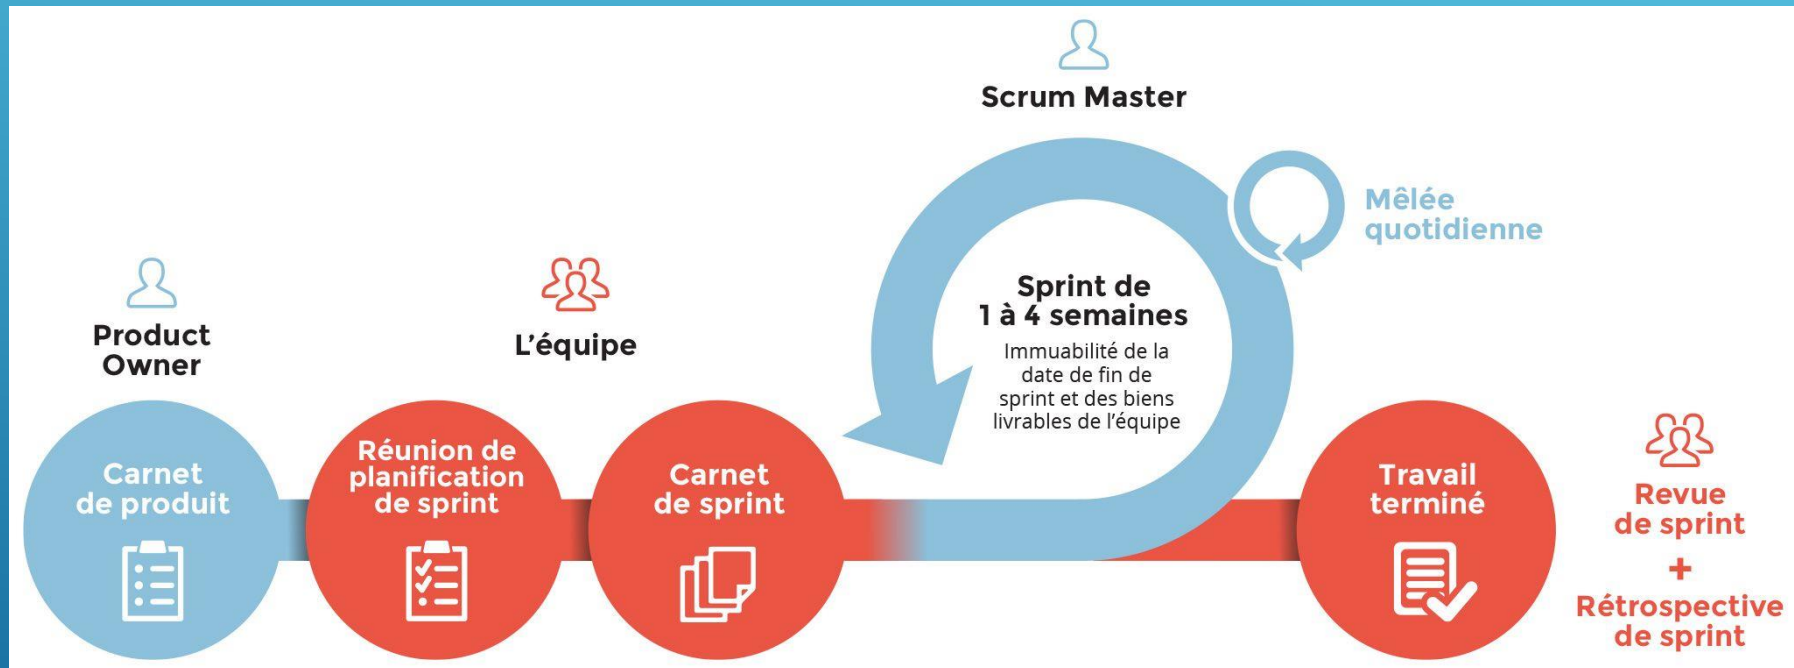 Product
Owner
Carnet
de produit
L’équipe
Réunion de
planification
de sprint
Carnet
de sprint
Scrum Master
Mêlée
quotidienne
Sprint de
1 à 4 semaines
Immuabilité de la
date de fin de
sprint et des biens
livrables de l’équipe
Travail
terminé
Revue
de sprint
+
Rétrospective
de sprint